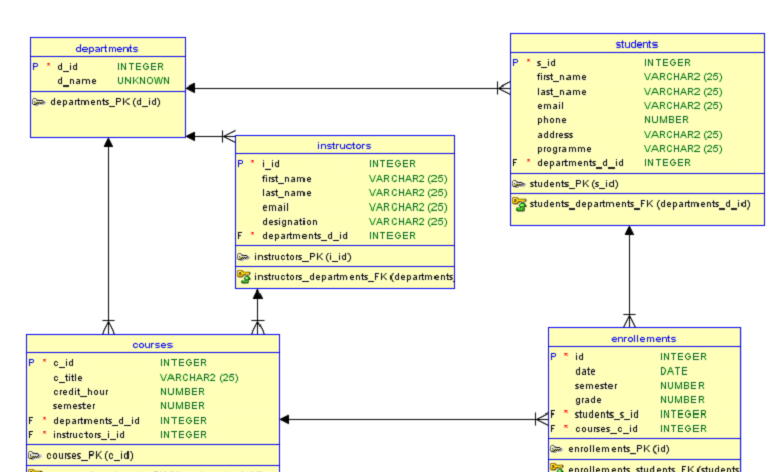 departments
P * d_id INTEGER
d_name UNKNOWN
departments_PK (d_id)
students
P * s_id INTEGER
first_name VARCHAR2 (25)
last_name VARCHAR2 (25)
email VARCHAR2 (25)
phone NUMBER
address VARCHAR2 (25)
programme VARCHAR2 (25)
F * departments_d_id INTEGER
students_PK (s_id)
students_departments_FK (departments_d_id)
instructors
P * i_id INTEGER
first_name VARCHAR2 (25)
last_name VARCHAR2 (25)
email VARCHAR2 (25)
designation VARCHAR2 (25)
F * departments_d_id INTEGER
instructors_PK (i_id)
instructors_departments_FK (departments_
courses
P * c_id INTEGER
c_title VARCHAR2 (25)
credit_hour NUMBER
semester NUMBER
F * departments_d_id INTEGER
F * instructors_i_id INTEGER
courses_PK (c_id)
enrollements
P * id INTEGER
date DATE
semester NUMBER
grade NUMBER
F * students_s_id INTEGER
F * courses_c_id INTEGER
enrollements_PK (id)
enrollements_students_FK (students